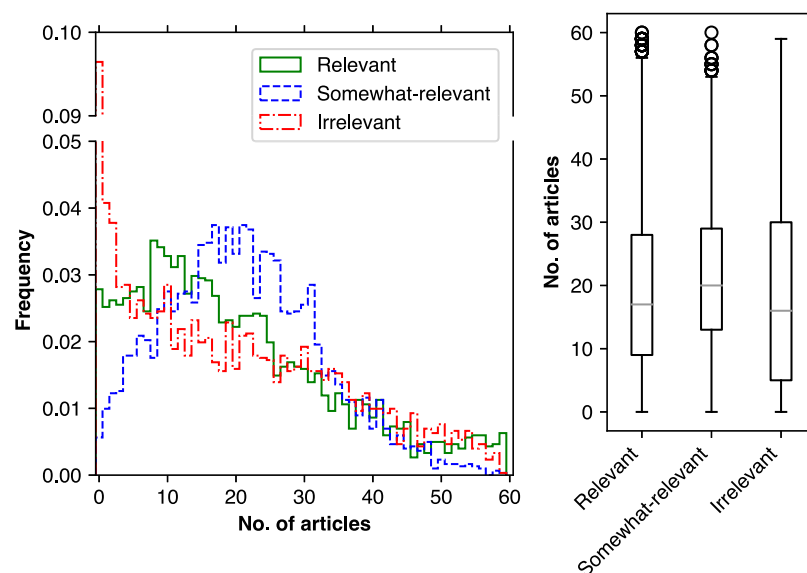 0.10
0.09
0.05
0.04
0.03
0.02
0.01
0.00
Frequency
Relevant
Somewhat-relevant
Irrelevant
0 10 20 30 40 50 60
No. of articles
60
50
40
30
20
10
0
No. of articles
Relevant
Somewhat-relevant
Irrelevant